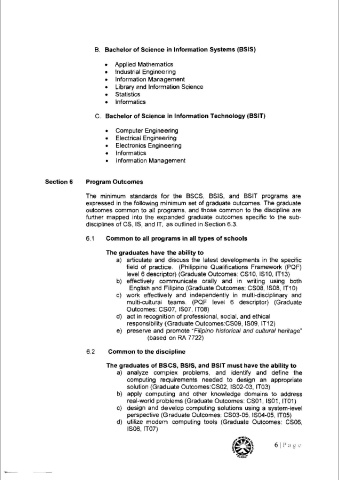 B. Bachelor of Science in Information Systems (BSIS)
• Applied Mathematics
• Industrial Engineering
• Information Management
• Library and Information Science
• Statistics
• Informatics
C. Bachelor of Science in Information Technology (BSIT)
• Computer Engineering
• Electrical Engineering
• Electronics Engineering
• Informatics
• Information Management
Section 6 Program Outcomes
The minimum standards for the BSCS, BSIS, and BSIT programs are
expressed in the following minimum set of graduate outcomes. The graduate
outcomes common to all programs, and those common to the discipline are
further mapped into the expanded graduate outcomes specific to the sub-
disciplines of CS, IS, and IT, as outlined in Section 6.3.
6.1 Common to all programs in all types of schools
The graduates have the ability to
a) articulate and discuss the latest developments in the specific
field of practice. (Philippine Qualifications Framework (PQF)
level 6 descriptor) (Graduate Outcomes: CS10, IS10, IT13)
b) effectively communicate orally and in writing using both
English and Filipino (Graduate Outcomes: CS08, IS08, IT10)
c) work effectively and independently in multi-disciplinary and
multi-cultural teams. (PQF level 6 descriptor) (Graduate
Outcomes: CS07, IS07, IT08)
d) act in recognition of professional, social, and ethical
responsibility (Graduate Outcomes:CS09, IS09, IT12)
e) preserve and promote "Filipino historical and cultural heritage"
(based on RA 7722)
6.2 Common to the discipline
The graduates of BSCS, BSIS, and BSIT must have the ability to
a) analyze complex problems, and identify and define the
computing requirements needed to design an appropriate
solution (Graduate Outcomes:CS02, IS02-03, IT03)
b) apply computing and other knowledge domains to address
real-world problems (Graduate Outcomes: CS01, IS01, IT01)
c) design and develop computing solutions using a system-level
perspective (Graduate Outcomes: CS03-05, IS04-05, IT05)
d) utilize modern computing tools (Graduate Outcomes: CS06,
IS06, IT07)
6 | Page